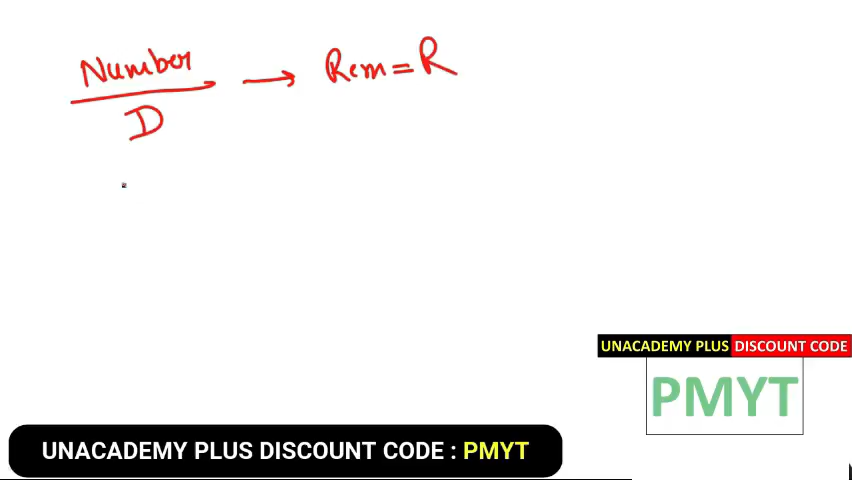 Number
D
→ Rem = R
UNACADEMY PLUS DISCOUNT CODE
PMYT
UNACADEMY PLUS DISCOUNT CODE : PMYT